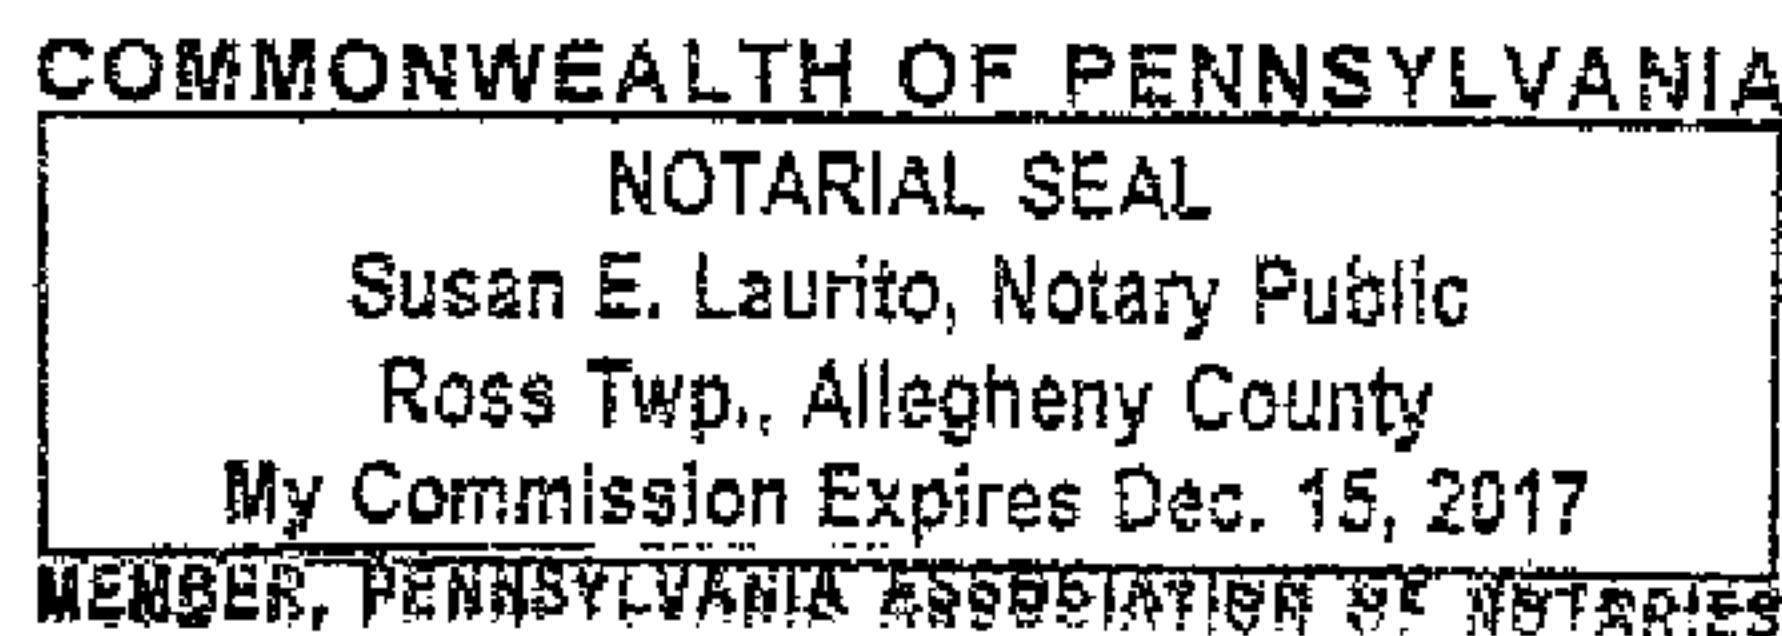 COMMONWEALTH OF PENNSYLVANIA
NOTARIAL SEAL
Susan E. Laurito, Notary Public
Ross Twp., Allegheny County
My Commission Expires Dec. 15, 2017
MEMBER, PENNSYLVANIA ASSOCIATION OF NOTARIES